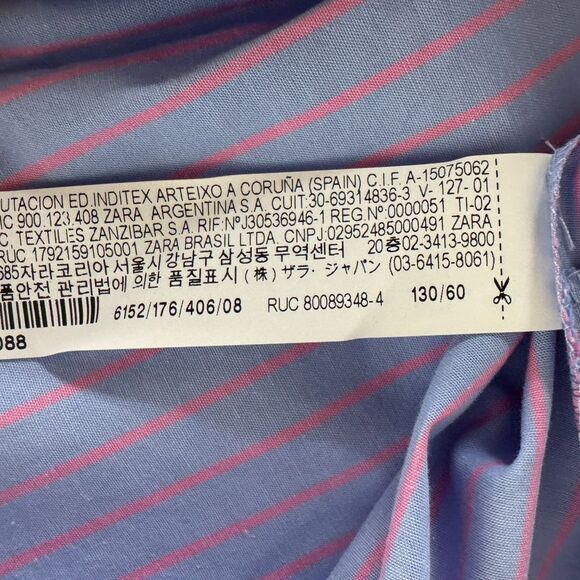 UTACION ED.INDITEX ARTEIXO A CORUÑA (SPAIN) C.I.F. A-15075062
IC 900.123.408 ZARA ARGENTINA S.A. CUIT:30-69314836-3 V- 127- 01
C, TEXTILES ZANZIBAR S.A. RIF:NºJ30536946-1 REG.Nº:0000051 TI-02
RUC 1792159105001 ZARA BRASIL LTDA. CNPJ:02952485000491 ZARA
685자라코리아 서울시강남구 삼성동 무역센터 20층02-3413-9800
품안전 관리법에 의한 품질표시 (株) ザラ・ジャパン (03-6415-8061)
6152/176/406/08 RUC 80089348-4 130/60
088